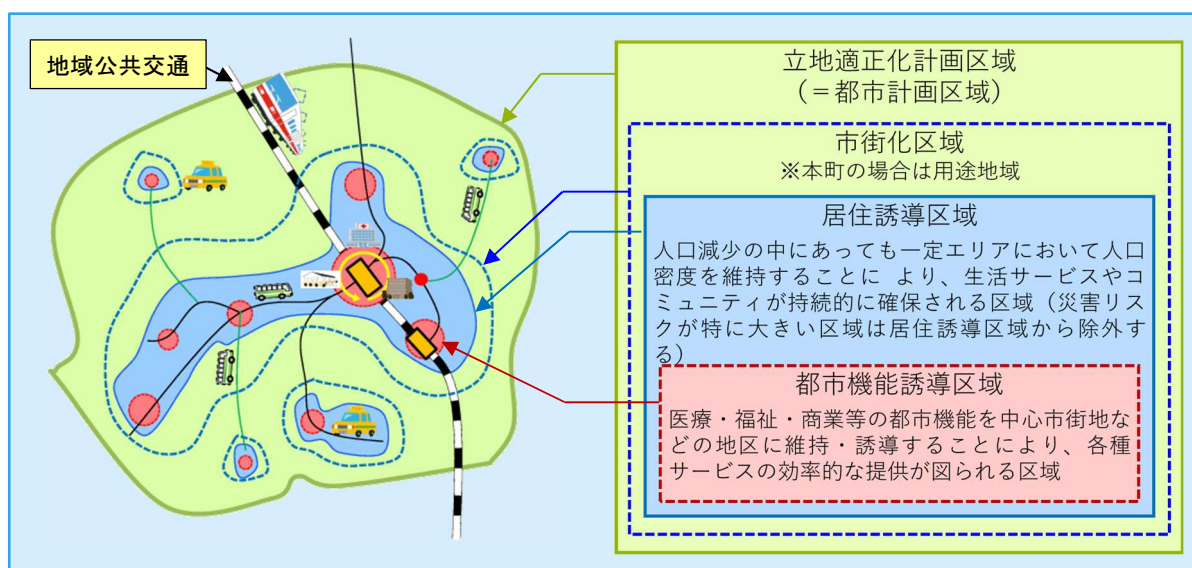 地域公共交通
立地適正化計画区域
（＝都市計画区域）
市街化区域
※本町の場合は用途地域
居住誘導区域
人口減少の中にあっても一定エリアにおいて人口
密度を維持することに より、生活サービスやコ
ミュニティが持続的に確保される区域（災害リス
クが特に大きい区域は居住誘導区域から除外す
る）
都市機能誘導区域
医療・福祉・商業等の都市機能を中心市街地な
どの地区に維持・誘導することにより、各種
サービスの効率的な提供が図られる区域